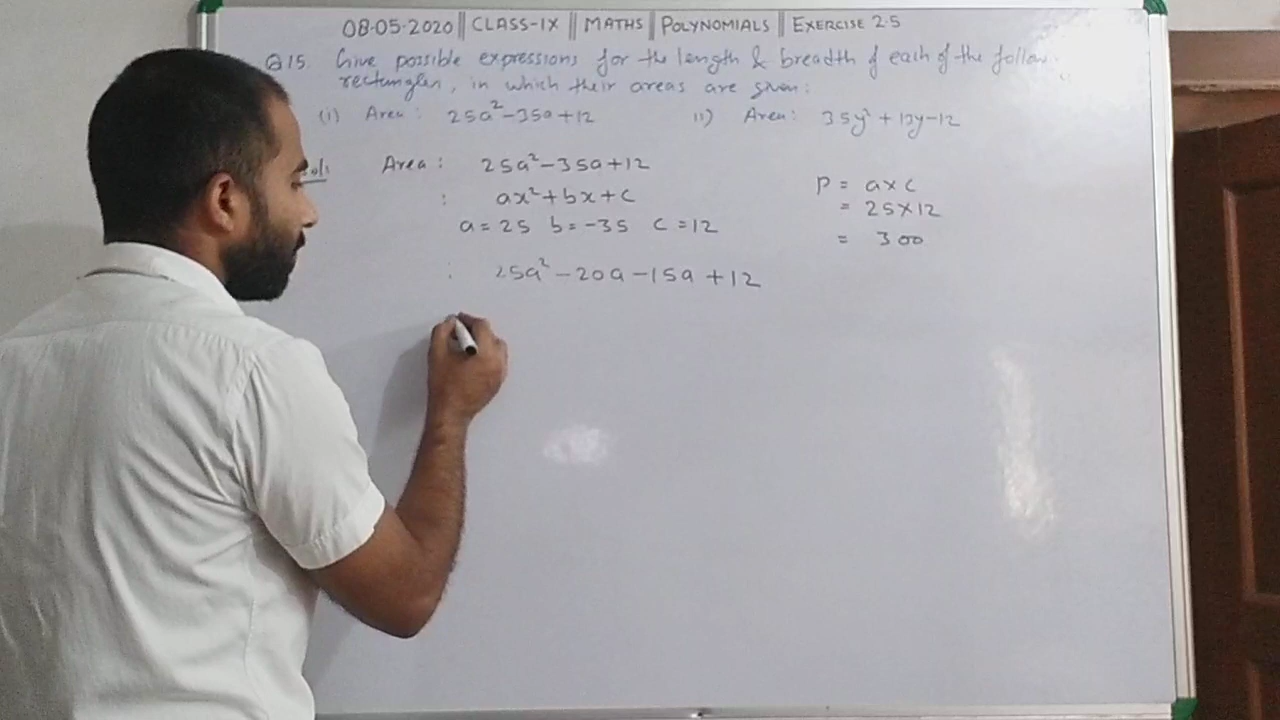 08-05-2020 || CLASS-IX || MATHS || POLYNOMIALS || EXERCISE 2.5
Q15. Give possible expressions for the length & breadth of each of the follow
rectangles, in which their areas are given:
(i) Area : 25a²-35a+12 ii) Area: 35y²+13y-12
Area : 25a²-35a+12
: ax²+bx+c
a=25 b=-35 c=12
: 25a²-20a-15a+12
P = a×c
= 25×12
= 300